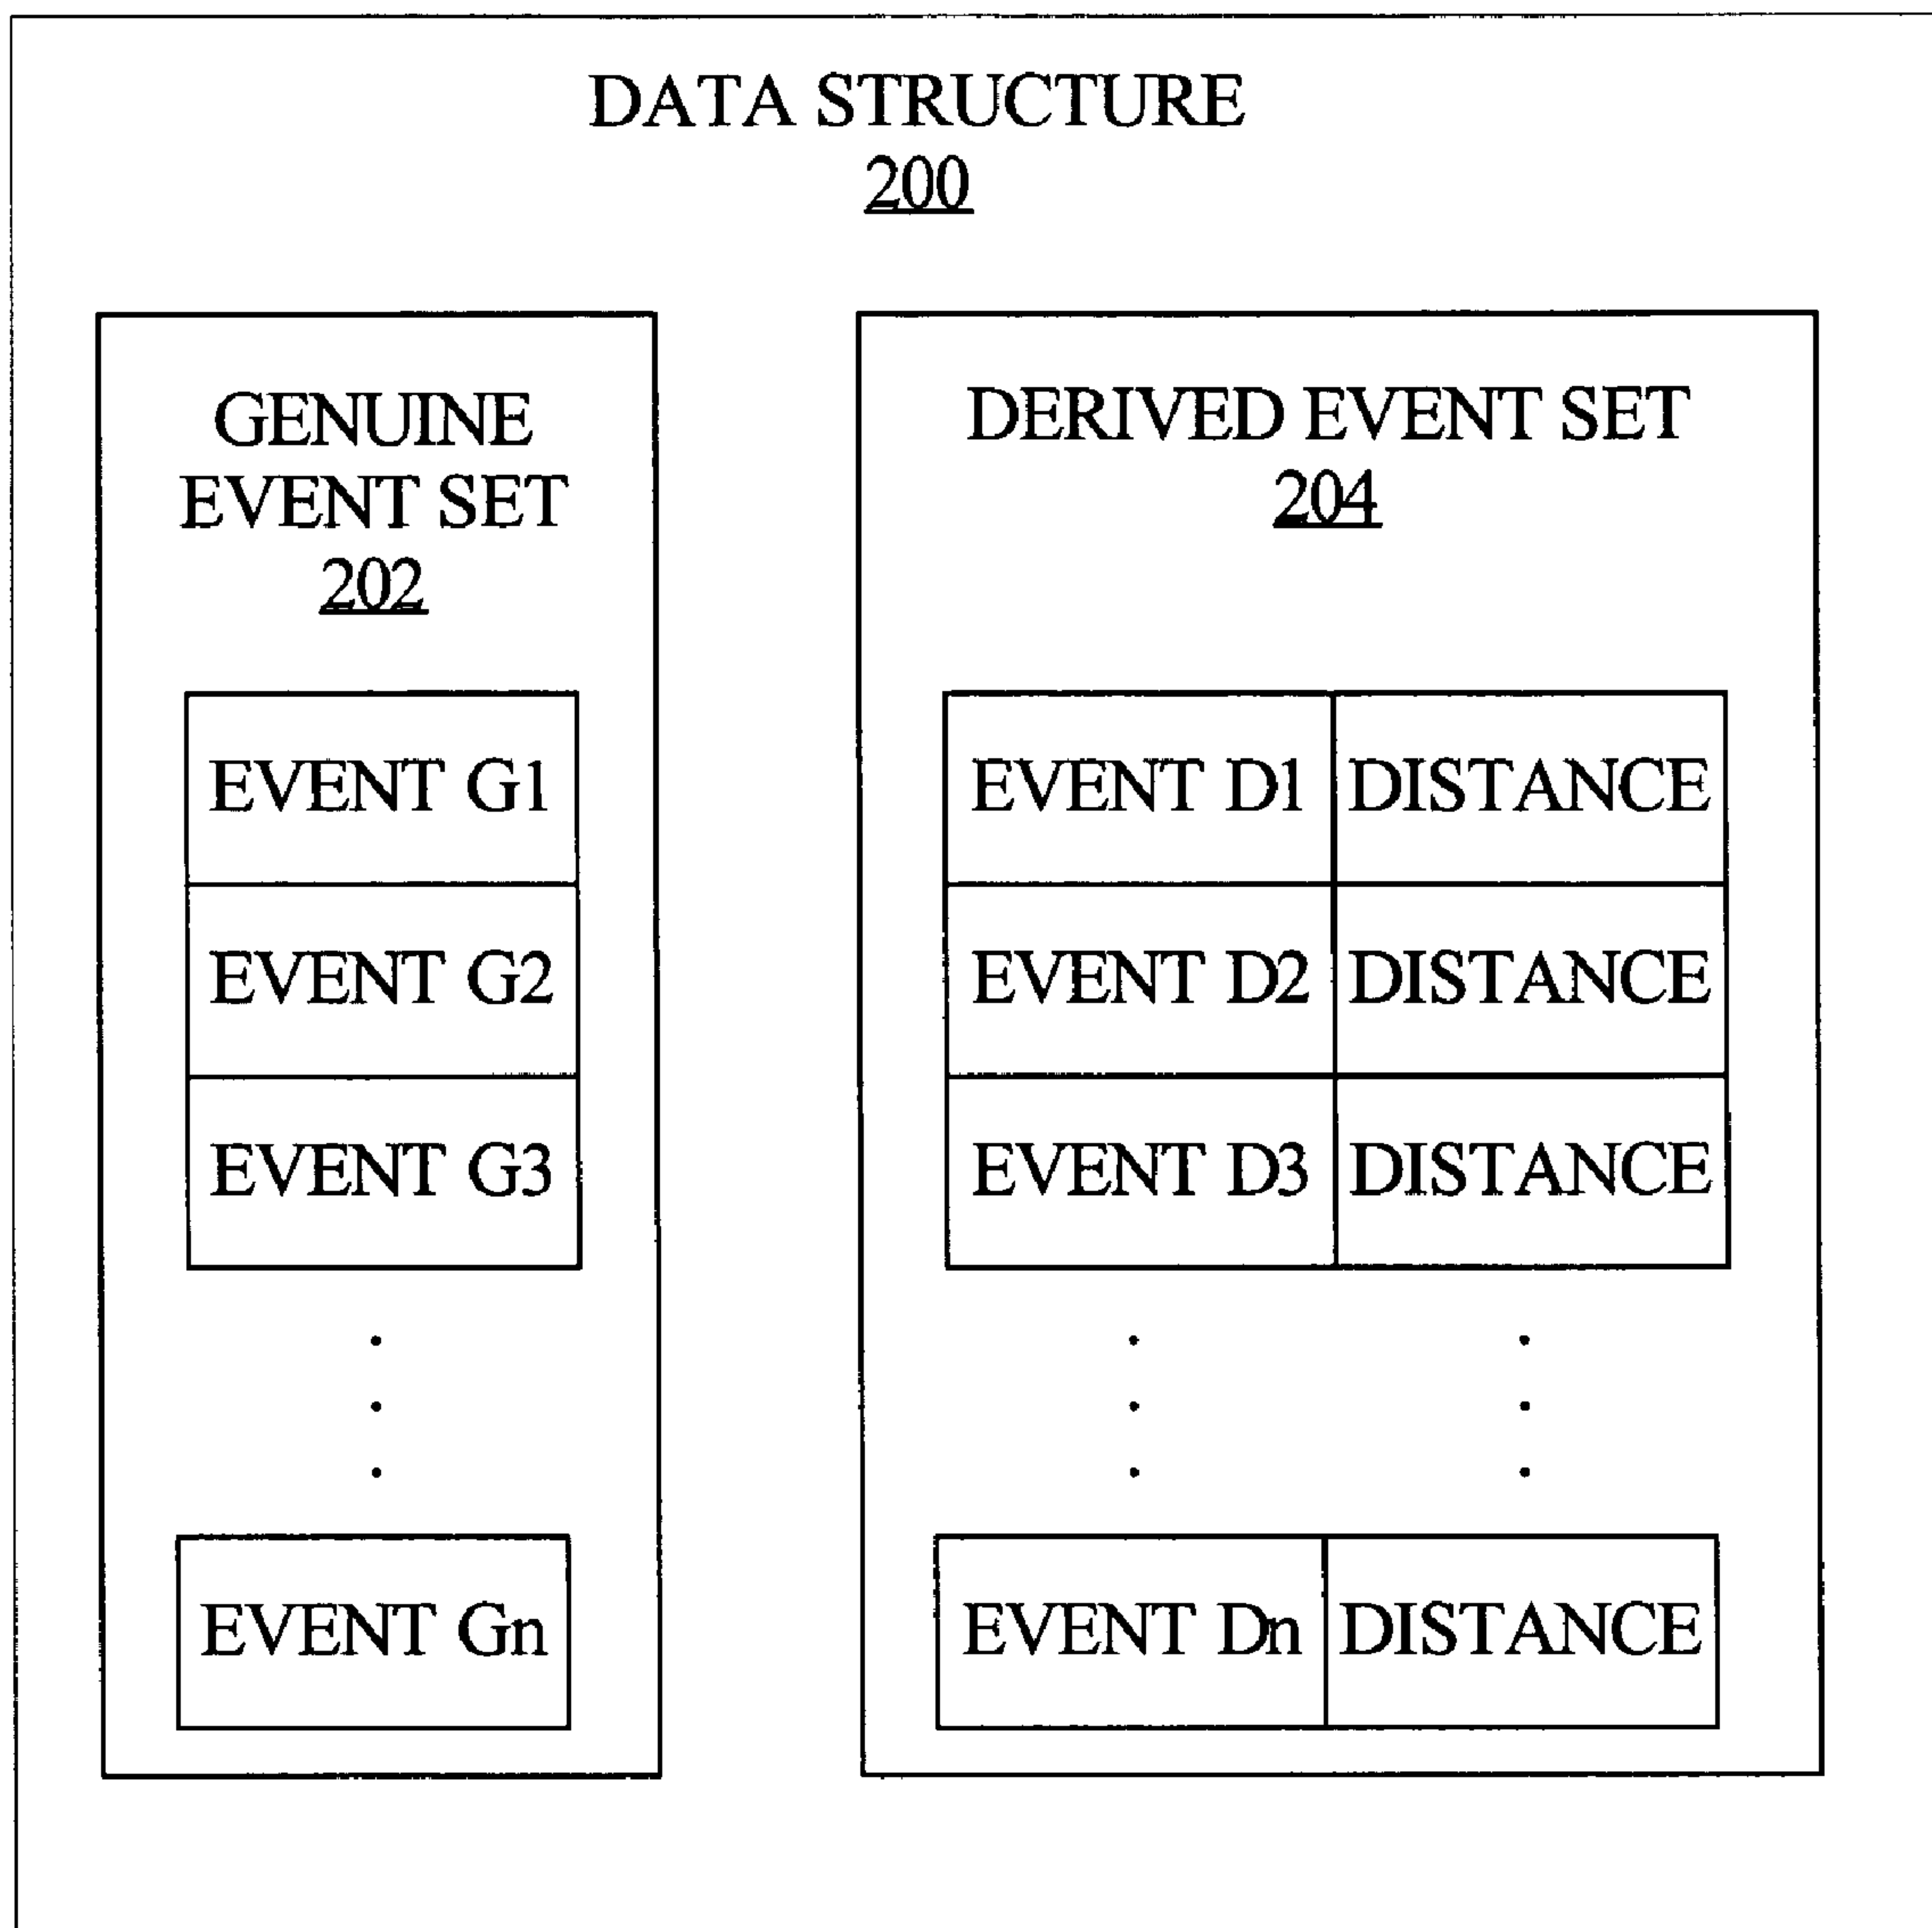 DATA STRUCTURE
200
GENUINE
EVENT SET
202
EVENT G1
EVENT G2
EVENT G3
EVENT Gn
DERIVED EVENT SET
204
EVENT D1 DISTANCE
EVENT D2 DISTANCE
EVENT D3 DISTANCE
EVENT Dn DISTANCE